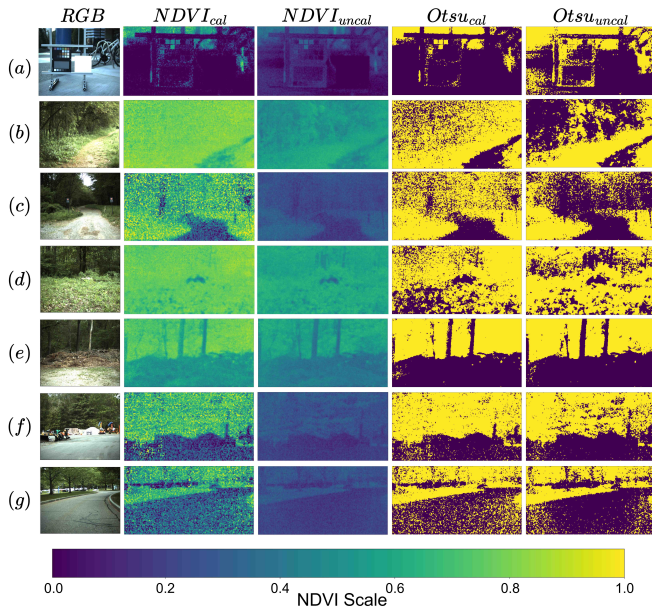 RGB NDVI_cal NDVI_uncal Otsu_cal Otsu_uncal
(a)
(b)
(c)
(d)
(e)
(f)
(g)
0.0 0.2 0.4 0.6 0.8 1.0
NDVI Scale